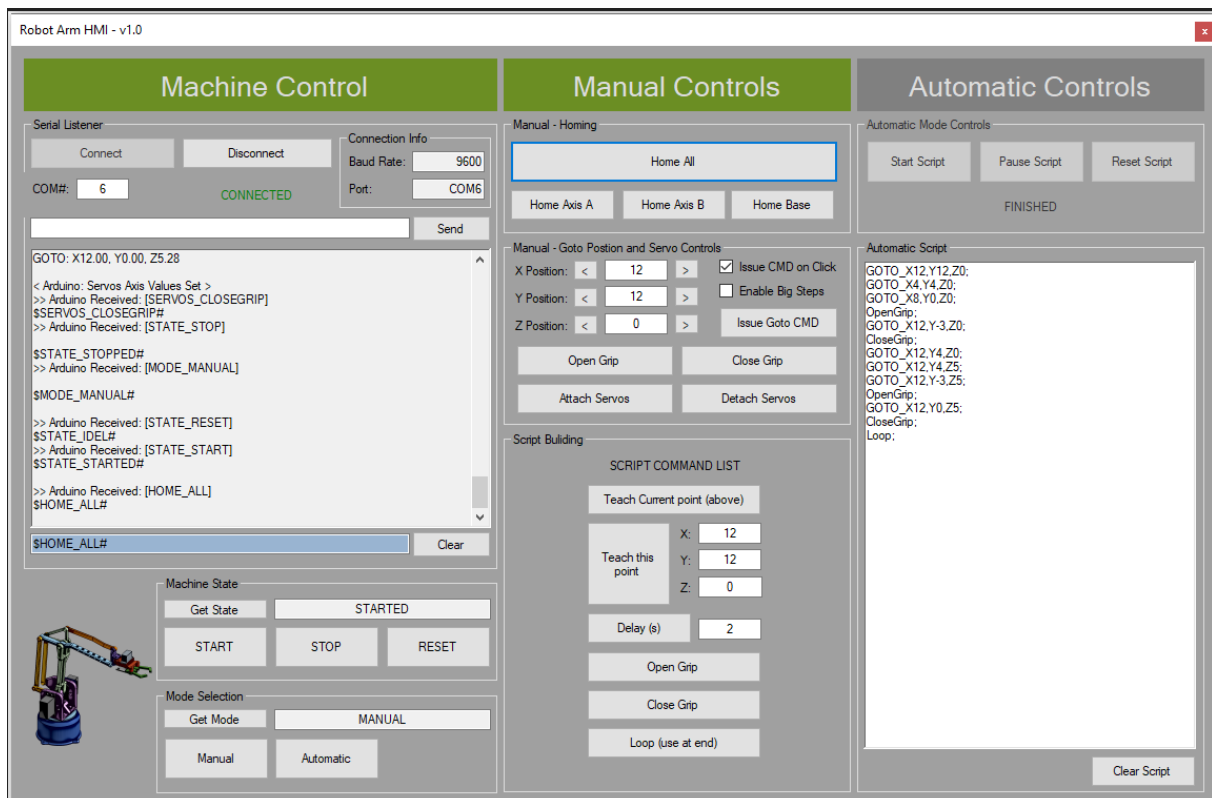 Robot Arm HMI - v1.0
x
Machine Control
Serial Listener
Connect
Disconnect
Connection Info
Baud Rate: 9600
Port: COM6
COM#: 6
CONNECTED
Send
GOTO: X12.00, Y0.00, Z5.28
< Arduino: Servos Axis Values Set >
>> Arduino Received: [SERVOS_CLOSEGRIP]
$SERVOS_CLOSEGRIP#
>> Arduino Received: [STATE_STOP]
$STATE_STOPPED#
>> Arduino Received: [MODE_MANUAL]
$MODE_MANUAL#
>> Arduino Received: [STATE_RESET]
$STATE_IDEL#
>> Arduino Received: [STATE_START]
$STATE_STARTED#
>> Arduino Received: [HOME_ALL]
$HOME_ALL#
$HOME_ALL#
Clear
Machine State
Get State STARTED
START STOP RESET
Mode Selection
Get Mode MANUAL
Manual Automatic
Manual Controls
Manual - Homing
Home All
Home Axis A Home Axis B Home Base
Manual - Goto Postion and Servo Controls
X Position: < 12 > Issue CMD on Click
Y Position: < 12 > Enable Big Steps
Z Position: < 0 > Issue Goto CMD
Open Grip Close Grip
Attach Servos Detach Servos
Script Buliding
SCRIPT COMMAND LIST
Teach Current point (above)
Teach this
point
X: 12
Y: 12
Z: 0
Delay (s) 2
Open Grip
Close Grip
Loop (use at end)
Automatic Controls
Automatic Mode Controls
Start Script Pause Script Reset Script
FINISHED
Automatic Script
GOTO_X12,Y12,Z0;
GOTO_X4,Y4,Z0;
GOTO_X8,Y0,Z0;
OpenGrip;
GOTO_X12,Y-3,Z0;
CloseGrip;
GOTO_X12,Y4,Z0;
GOTO_X12,Y4,Z5;
GOTO_X12,Y-3,Z5;
OpenGrip;
GOTO_X12,Y0,Z5;
CloseGrip;
Loop;
Clear Script